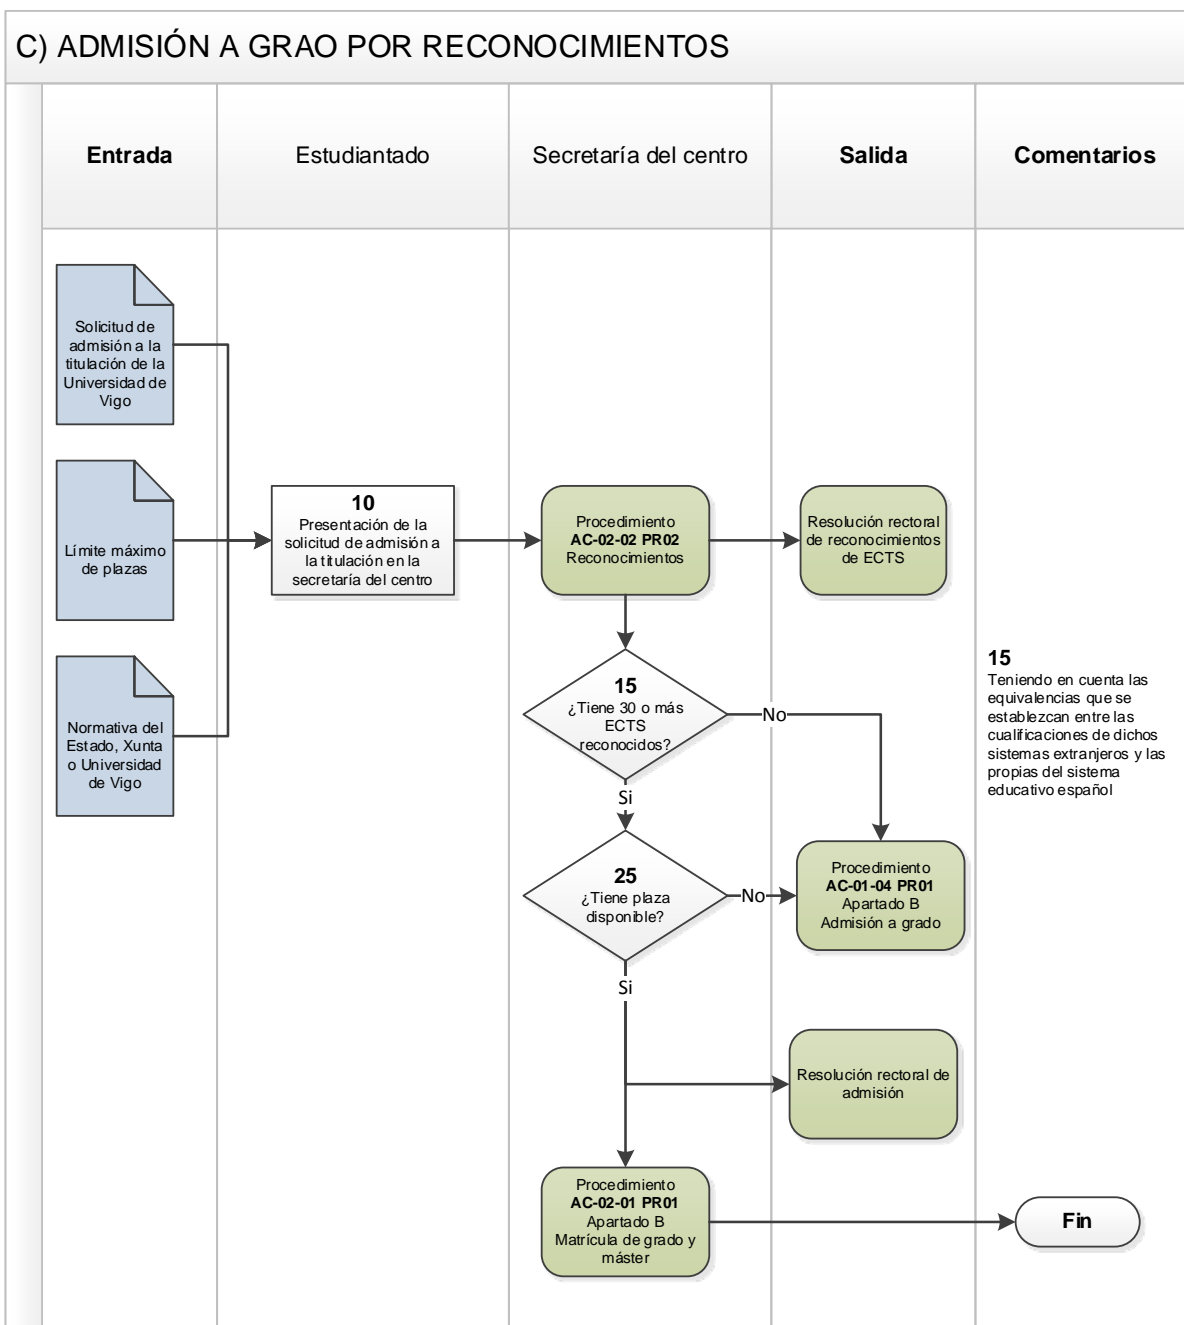 C) ADMISIÓN A GRAO POR RECONOCIMIENTOS
Entrada
Estudiantado
Secretaría del centro
Salida
Comentarios
Solicitud de
admisión a la
titulación de la
Universidad de
Vigo
Límite máximo
de plazas
Normativa del
Estado, Xunta
o Universidad
de Vigo
10
Presentación de la
solicitud de admisión a
la titulación en la
secretaría del centro
Procedimiento
AC-02-02 PR02
Reconocimientos
Resolución rectoral
de reconocimientos
de ECTS
15
¿Tiene 30 o más
ECTS
reconocidos?
No
Si
15
Teniendo en cuenta las
equivalencias que se
establezcan entre las
cualificaciones de dichos
sistemas extranjeros y las
propias del sistema
educativo español
25
¿Tiene plaza
disponible?
No
Si
Procedimiento
AC-01-04 PR01
Apartado B
Admisión a grado
Resolución rectoral de
admisión
Procedimiento
AC-02-01 PR01
Apartado B
Matrícula de grado y
máster
Fin